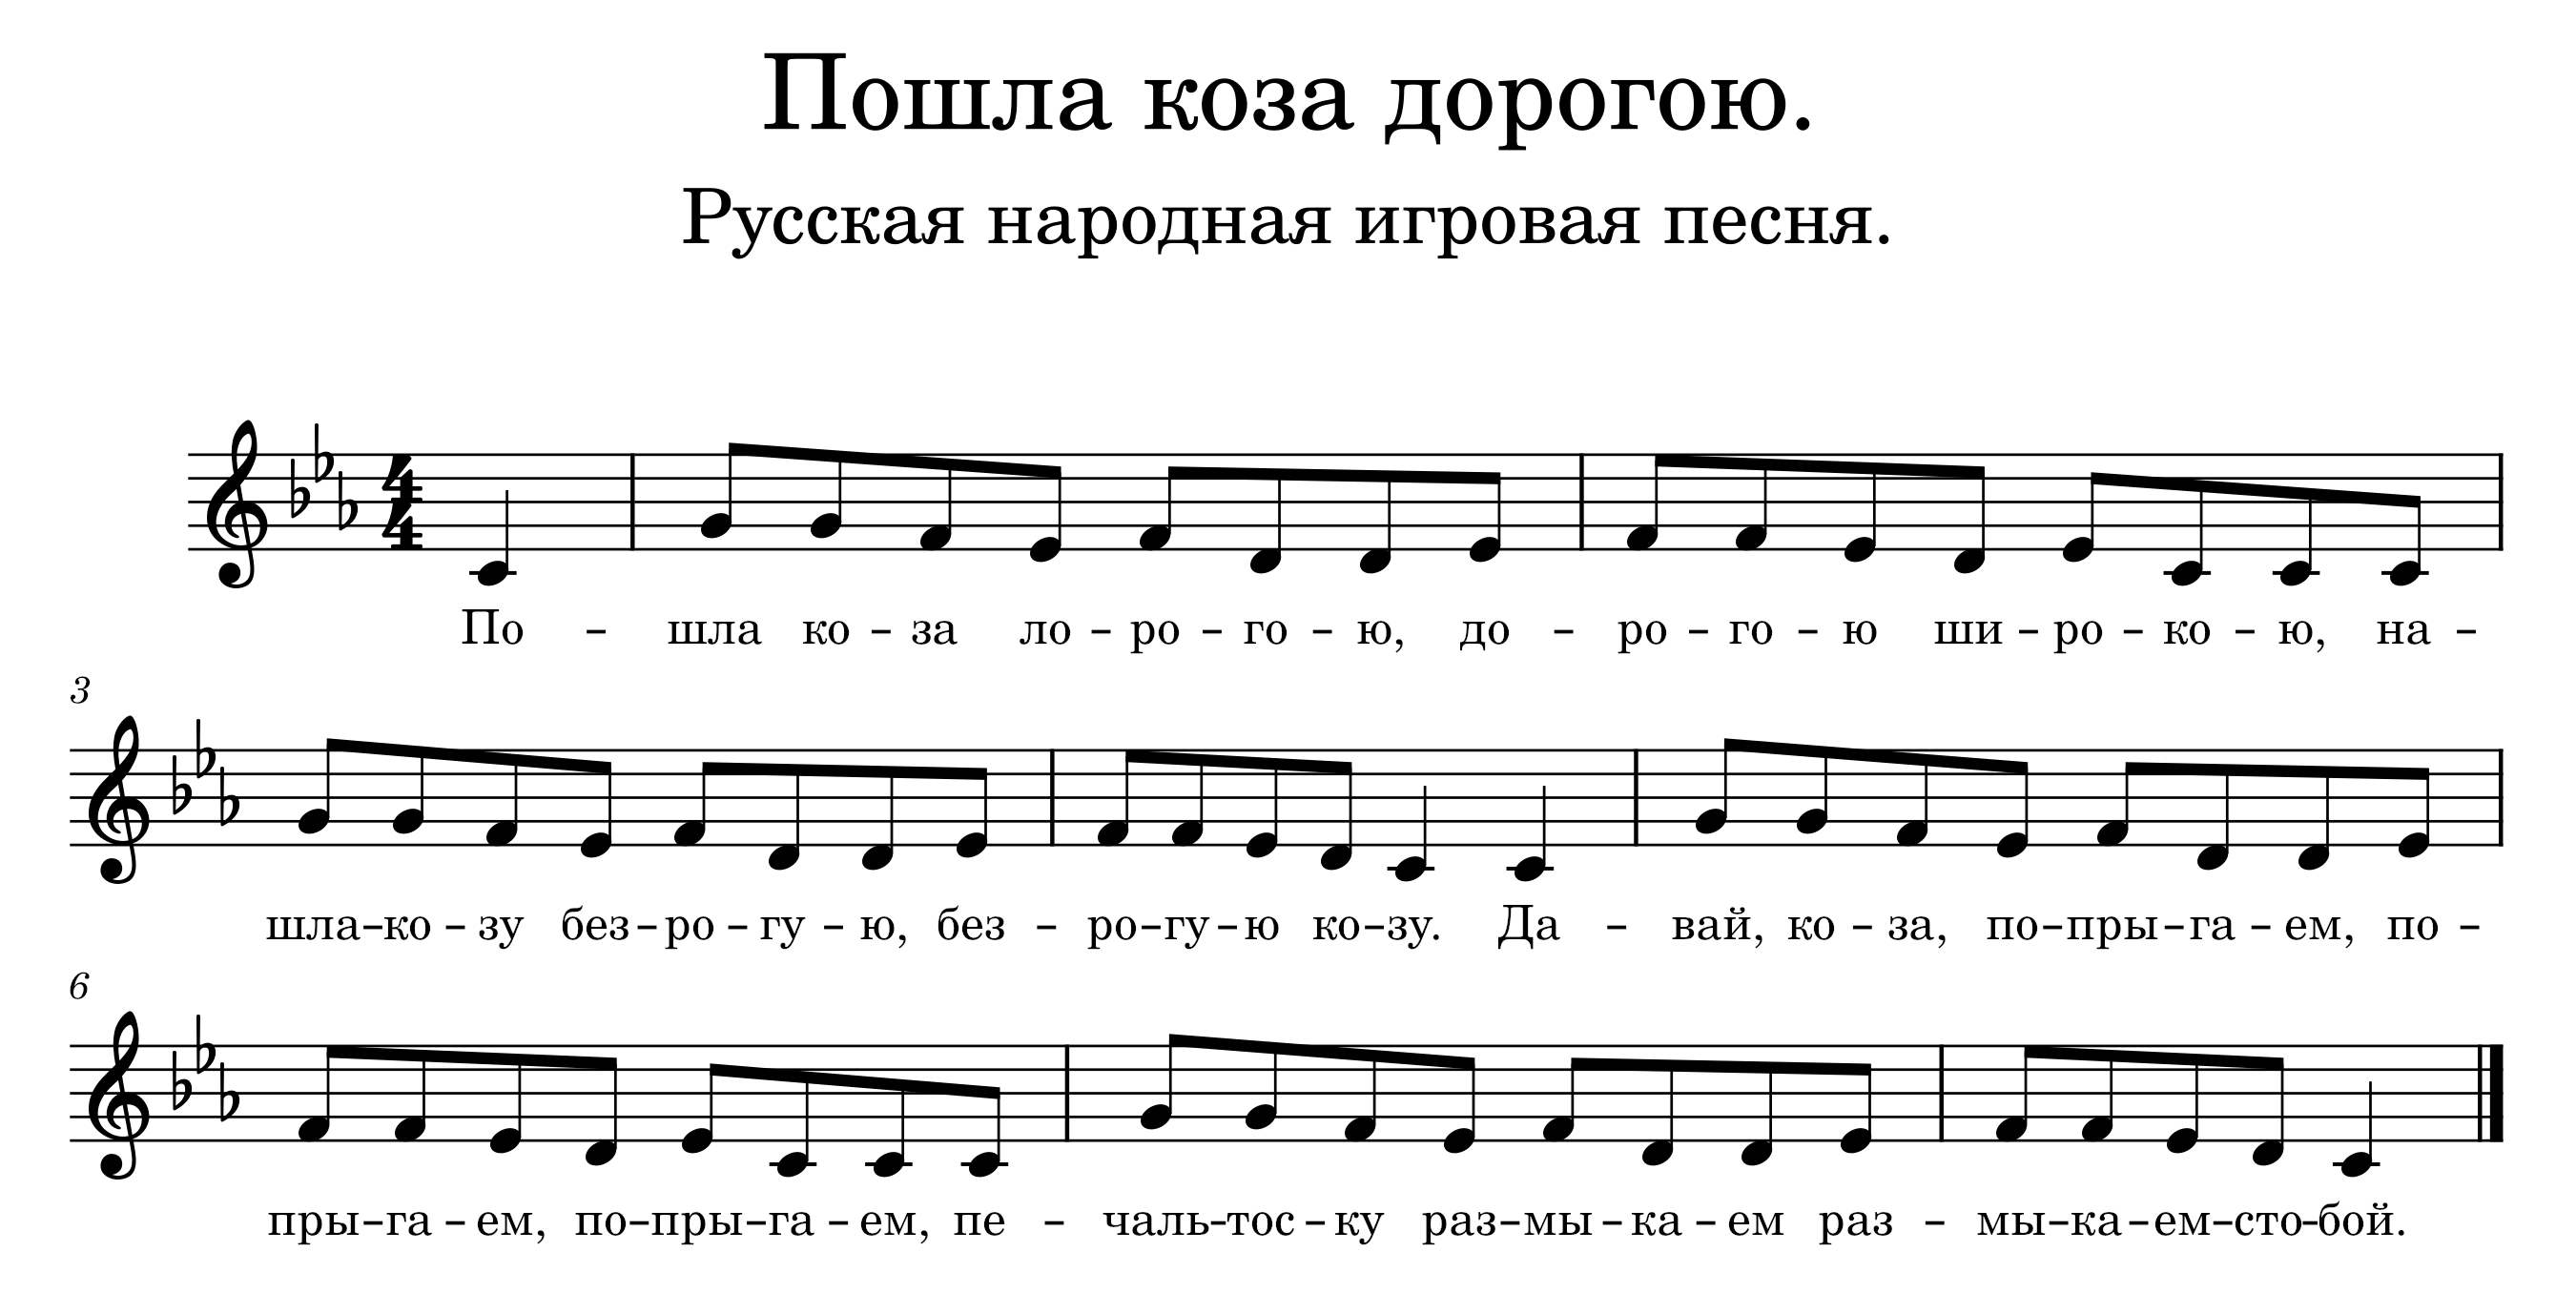 Пошла коза дорогою.
Русская народная игровая песня.
По – шла ко – за ло – ро – го – ю, до – ро – го – ю ши – ро – ко – ю, на –
3
шла–ко – зу без–ро – гу – ю, без – ро–гу–ю ко–зу. Да – вай, ко – за, по–пры–га – ем, по –
6
пры–га – ем, по–пры–га – ем, пе – чаль–тос – ку раз–мы – ка – ем раз – мы–ка–ем–сто–бой.